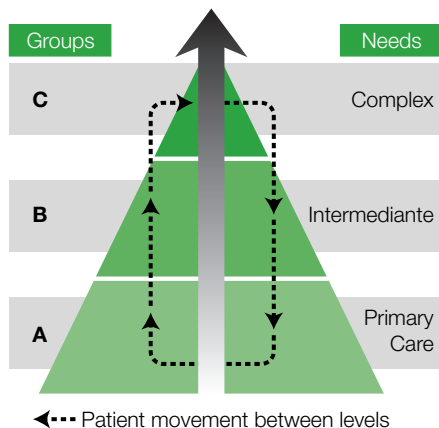 Groups
Needs
C
Complex
B
Intermediante
A
Primary
Care
Patient movement between levels